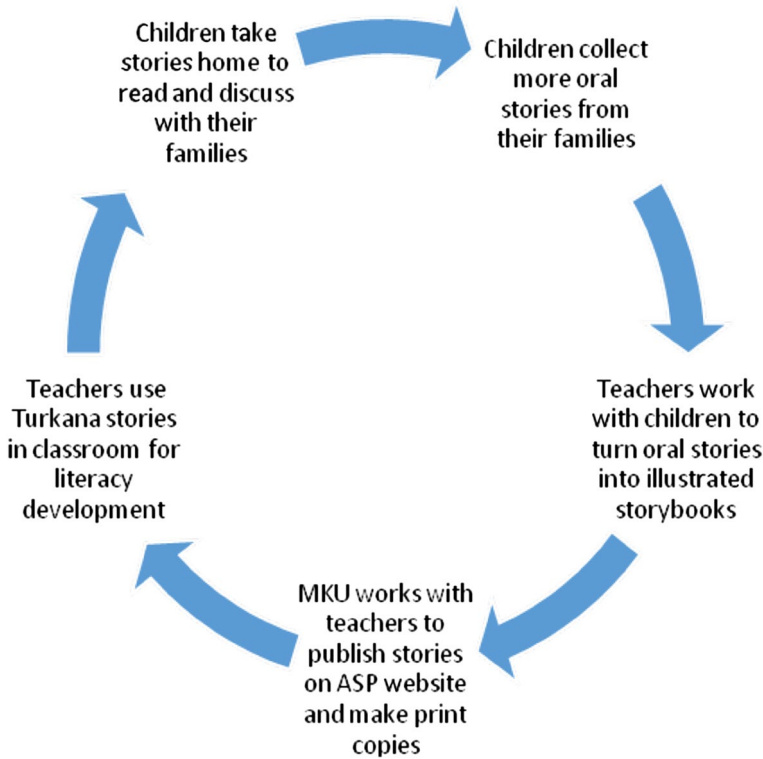 Children take
stories home to
read and discuss
with their
families
Children collect
more oral
stories from
their families
Teachers work
with children to
turn oral stories
into illustrated
storybooks
MKU works with
teachers to
publish stories
on ASP website
and make print
copies
Teachers use
Turkana stories
in classroom for
literacy
development